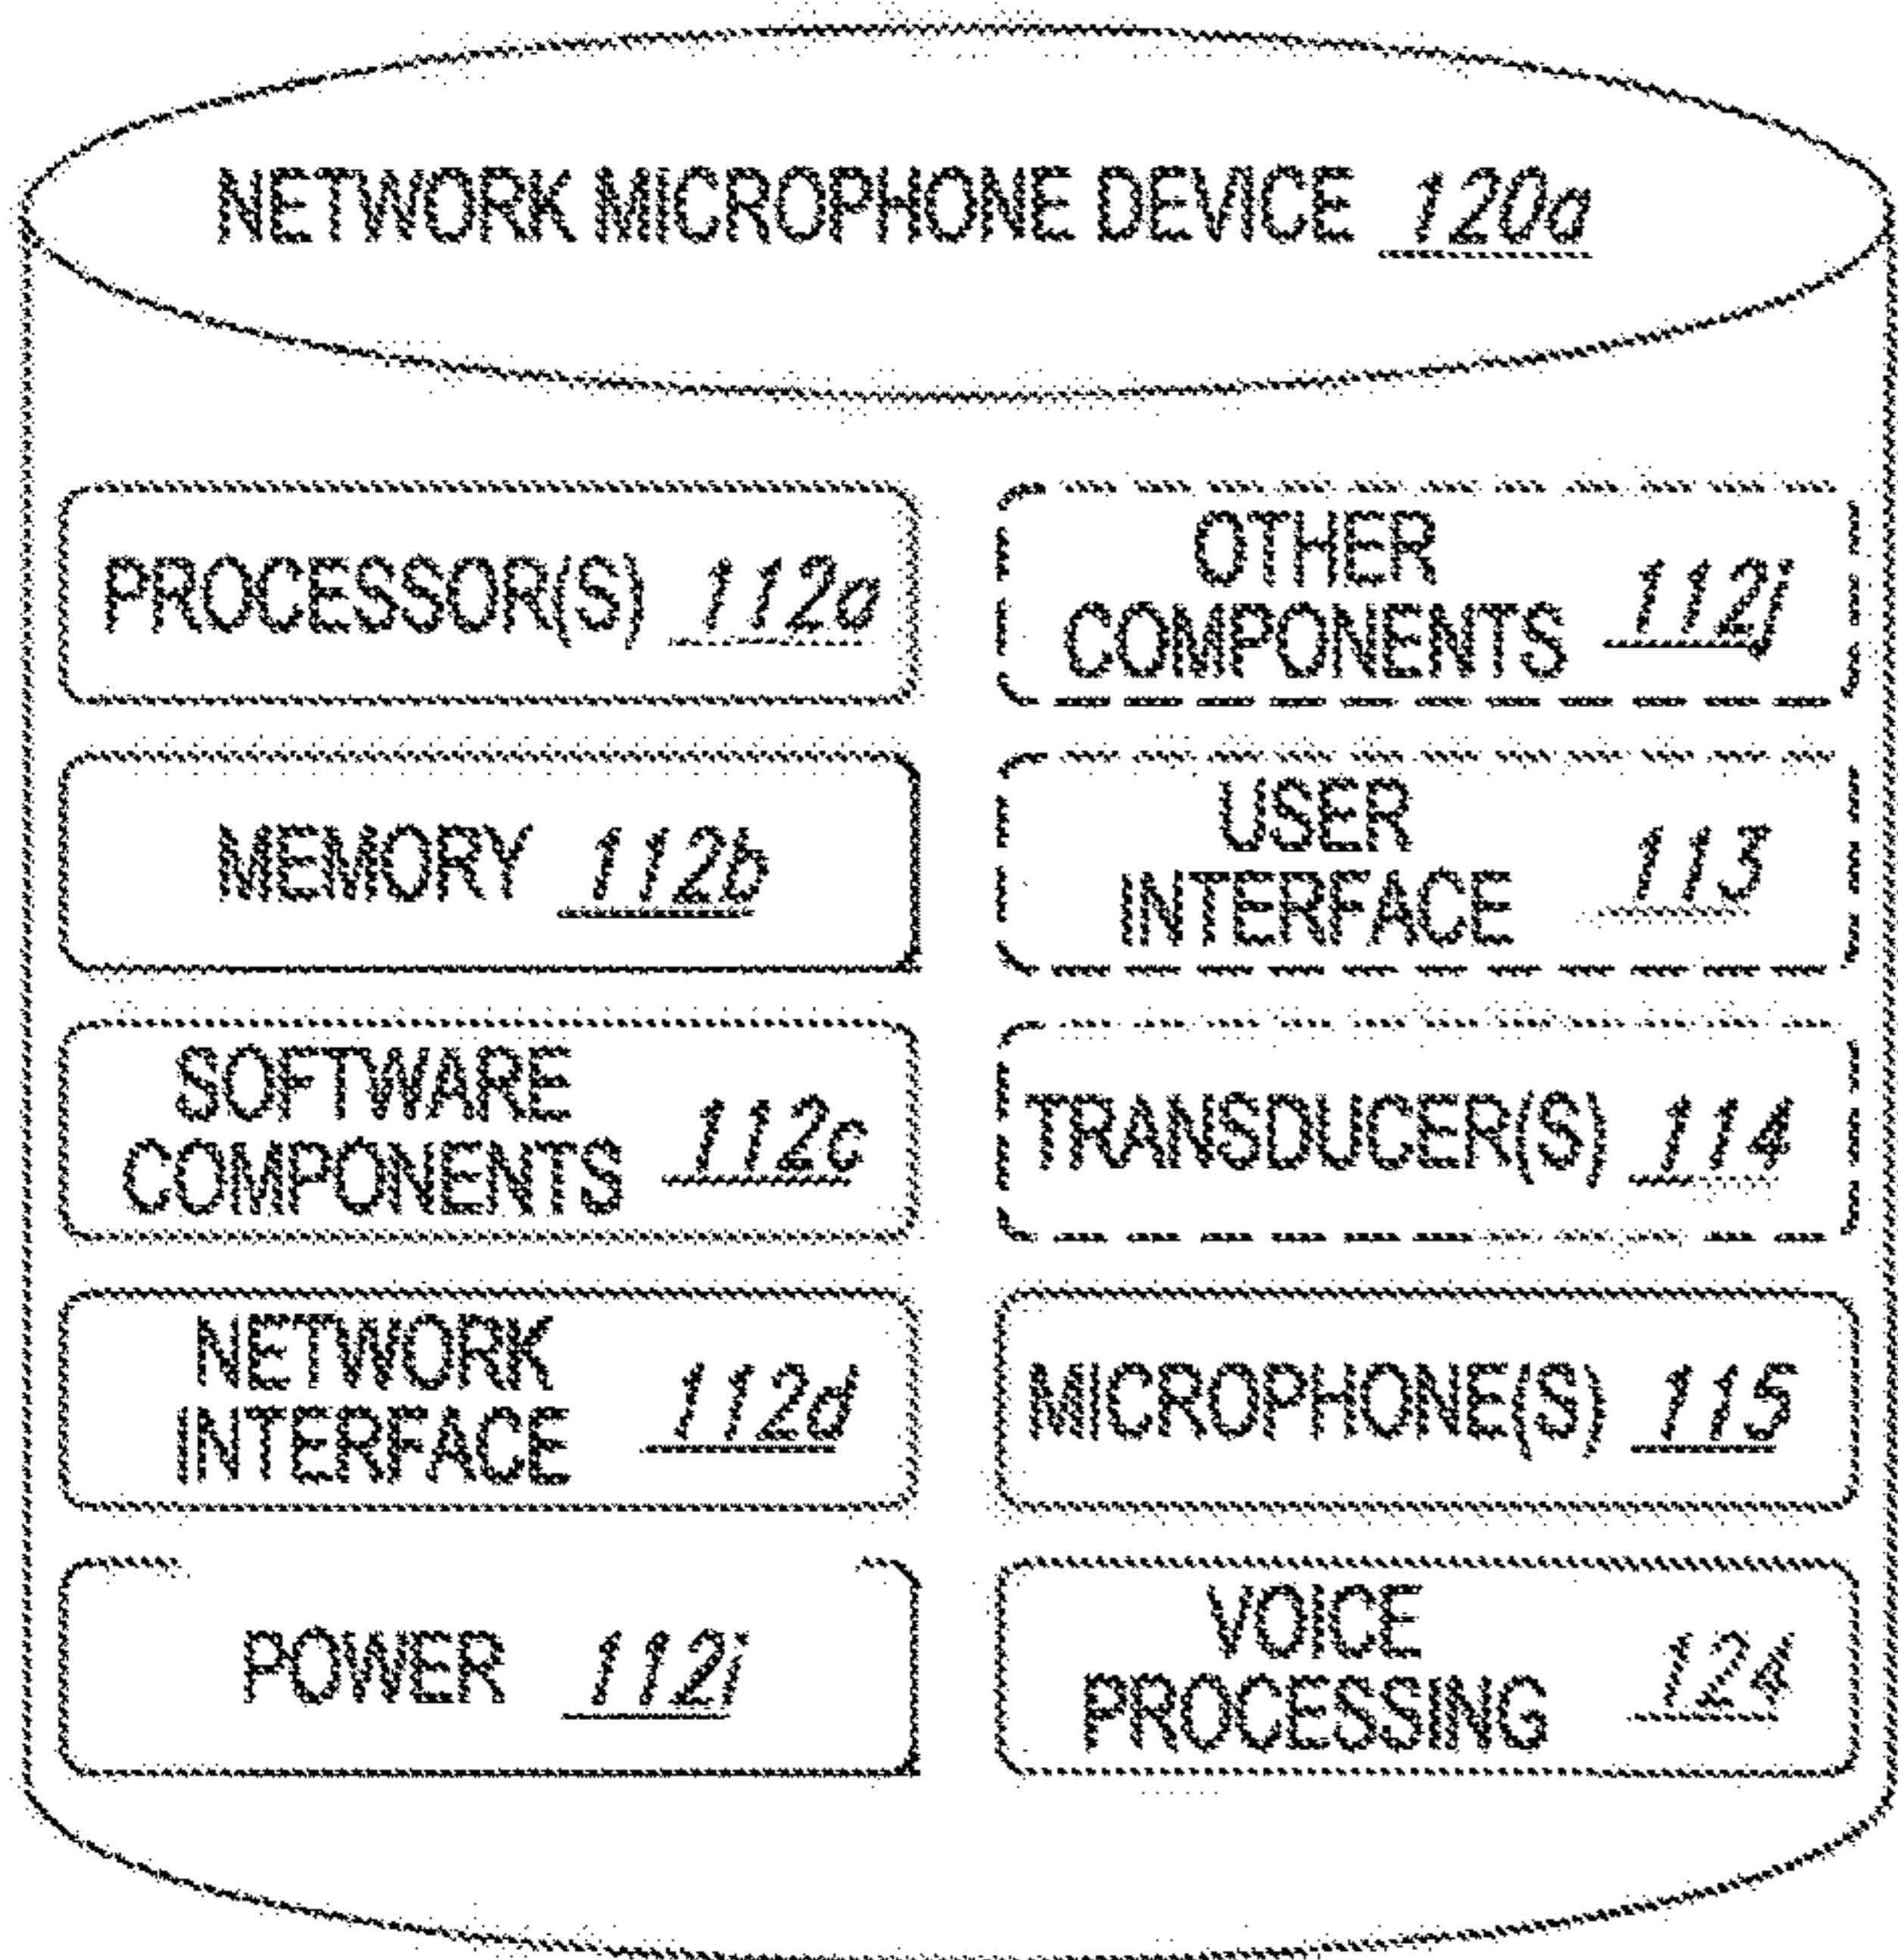 NETWORK MICROPHONE DEVICE 120a
PROCESSOR(S) 112a
MEMORY 112b
SOFTWARE
COMPONENTS 112c
NETWORK
INTERFACE 112d
POWER 112i
OTHER
COMPONENTS 112j
USER
INTERFACE 113
TRANSDUCER(S) 114
MICROPHONE(S) 115
VOICE
PROCESSING 124